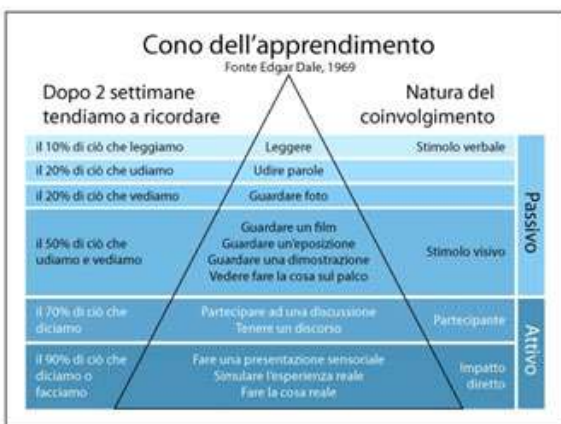 Cono dell'apprendimento
Fonte Edgar Dale, 1969
Dopo 2 settimane
tendiamo a ricordare
Natura del
coinvolgimento
il 10% di ciò che leggiamo
Leggere
Stimolo verbale
il 20% di ciò che udiamo
Udire parole
il 20% di ciò che vediamo
Guardare foto
il 50% di ciò che
udiamo e vediamo
Guardare un film
Guardare un'eposizione
Guardare una dimostrazione
Vedere fare la cosa sul palco
Stimolo visivo
Passivo
il 70% di ciò che
diciamo
Partecipare ad una discussione
Tenere un discorso
Partecipante
il 90% di ciò che
diciamo o
facciamo
Fare una presentazione sensoriale
Simulare l'esperienza reale
Fare la cosa reale
Impatto
diretto
Attivo